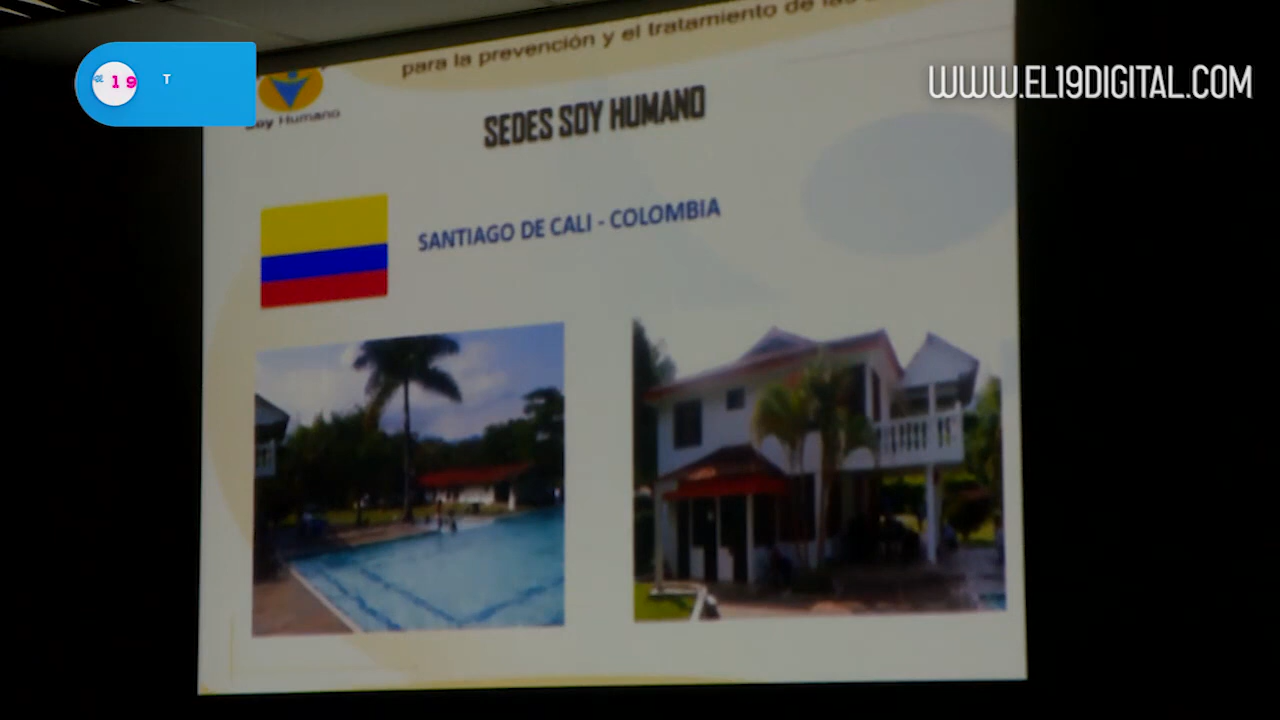 para la prevención y el tratamiento de las
19
T
WWW.EL19DIGITAL.COM
Soy Humano
SEDES SOY HUMANO
SANTIAGO DE CALI - COLOMBIA